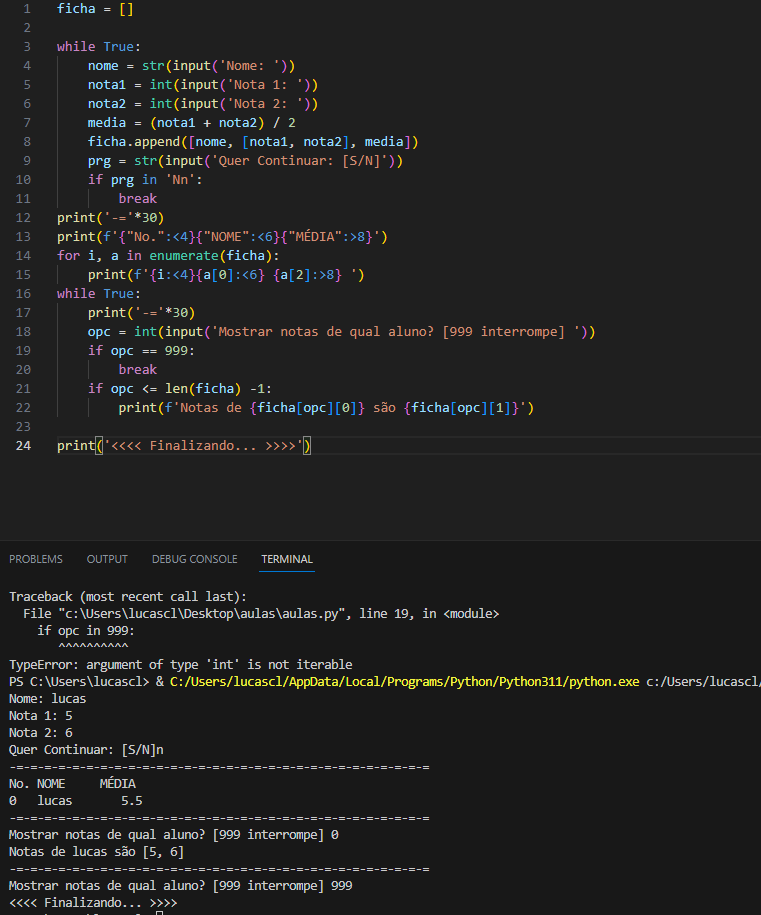 1 ficha = []
2
3 while True:
4 nome = str(input('Nome: '))
5 nota1 = int(input('Nota 1: '))
6 nota2 = int(input('Nota 2: '))
7 media = (nota1 + nota2) / 2
8 ficha.append([nome, [nota1, nota2], media])
9 prg = str(input('Quer Continuar: [S/N]'))
10 if prg in 'Nn':
11 break
12 print('-='*30)
13 print(f'{"No.":<4}{"NOME":<6}{"MÉDIA":>8}')
14 for i, a in enumerate(ficha):
15 print(f'{i:<4}{a[0]:<6} {a[2]:>8} ')
16 while True:
17 print('-='*30)
18 opc = int(input('Mostrar notas de qual aluno? [999 interrompe] '))
19 if opc == 999:
20 break
21 if opc <= len(ficha) -1:
22 print(f'Notas de {ficha[opc][0]} são {ficha[opc][1]}')
23
24 print('<<<< Finalizando... >>>>')
PROBLEMS OUTPUT DEBUG CONSOLE TERMINAL
Traceback (most recent call last):
File "c:\Users\lucascl\Desktop\aulas\aulas.py", line 19, in <module>
if opc in 999:
^^^^^^^^^^
TypeError: argument of type 'int' is not iterable
PS C:\Users\lucascl> & C:/Users/lucascl/AppData/Local/Programs/Python/Python311/python.exe c:/Users/lucascl/
Nome: lucas
Nota 1: 5
Nota 2: 6
Quer Continuar: [S/N]n
-=-=-=-=-=-=-=-=-=-=-=-=-=-=-=-=-=-=-=-=-=-=-=-=-=-=-=-=-=-=
No. NOME MÉDIA
0 lucas 5.5
-=-=-=-=-=-=-=-=-=-=-=-=-=-=-=-=-=-=-=-=-=-=-=-=-=-=-=-=-=-=
Mostrar notas de qual aluno? [999 interrompe] 0
Notas de lucas são [5, 6]
-=-=-=-=-=-=-=-=-=-=-=-=-=-=-=-=-=-=-=-=-=-=-=-=-=-=-=-=-=-=
Mostrar notas de qual aluno? [999 interrompe] 999
<<<< Finalizando... >>>>